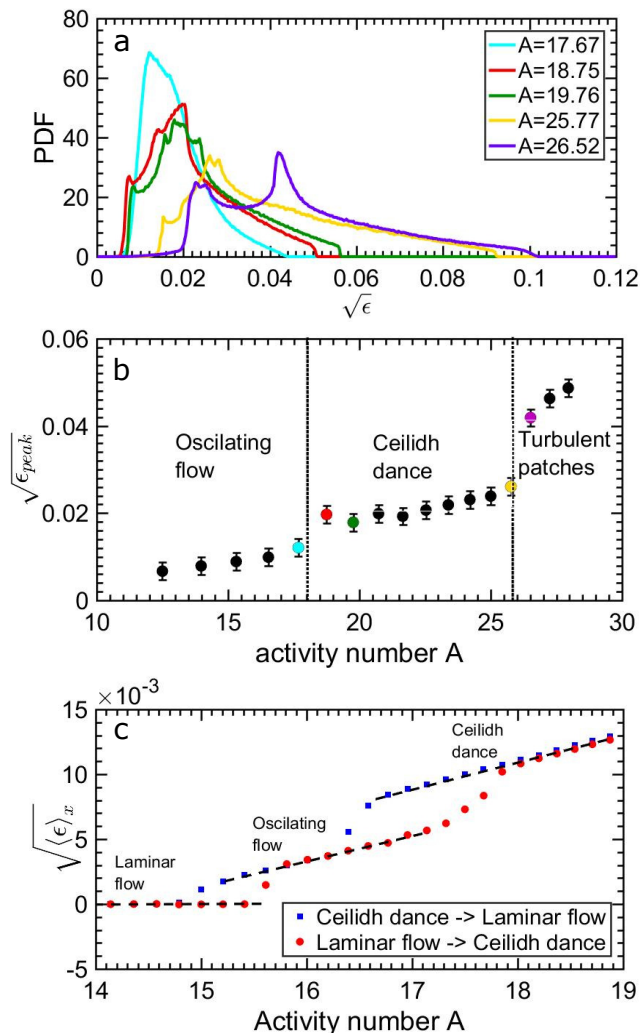 a
80
60
40
20
0
PDF
A=17.67
A=18.75
A=19.76
A=25.77
A=26.52
0 0.02 0.04 0.06 0.08 0.1 0.12
√ϵ
b
0.06
0.04
0.02
0
√ϵpeak
Oscilating
flow
Ceilidh
dance
Turbulent
patches
10 15 20 25 30
activity number A
×10⁻³
c
15
10
5
0
-5
√⟨ϵ⟩x
Laminar
flow
Oscilating
flow
Ceilidh
dance
Ceilidh dance -> Laminar flow
Laminar flow -> Ceilidh dance
14 15 16 17 18 19
Activity number A